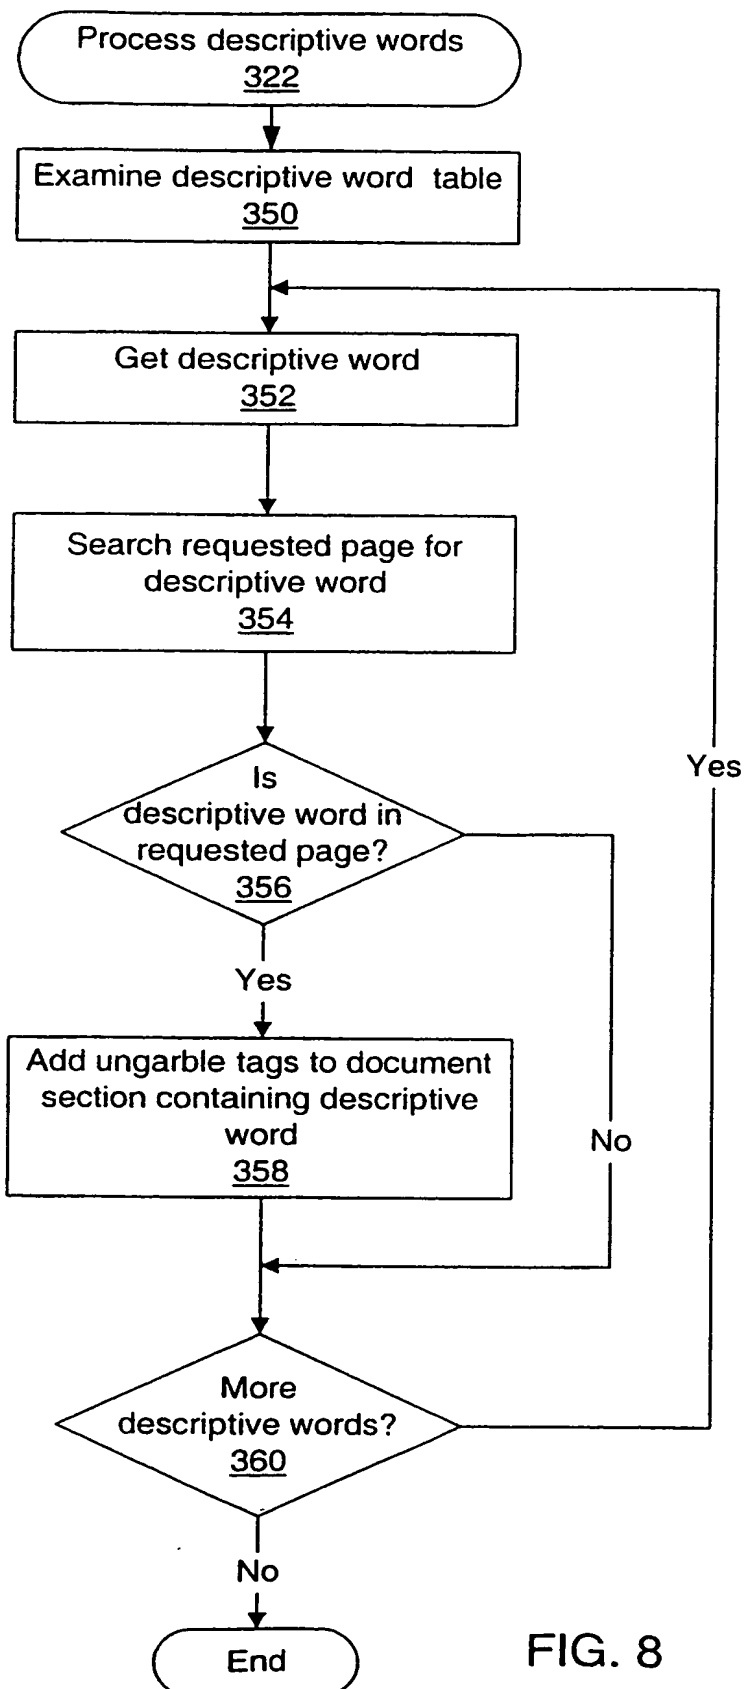 Process descriptive words
322
Examine descriptive word table
350
Get descriptive word
352
Search requested page for
descriptive word
354
Is
descriptive word in
requested page?
356
Yes
Yes
Add ungarble tags to document
section containing descriptive
word
358
No
More
descriptive words?
360
No
End
FIG. 8